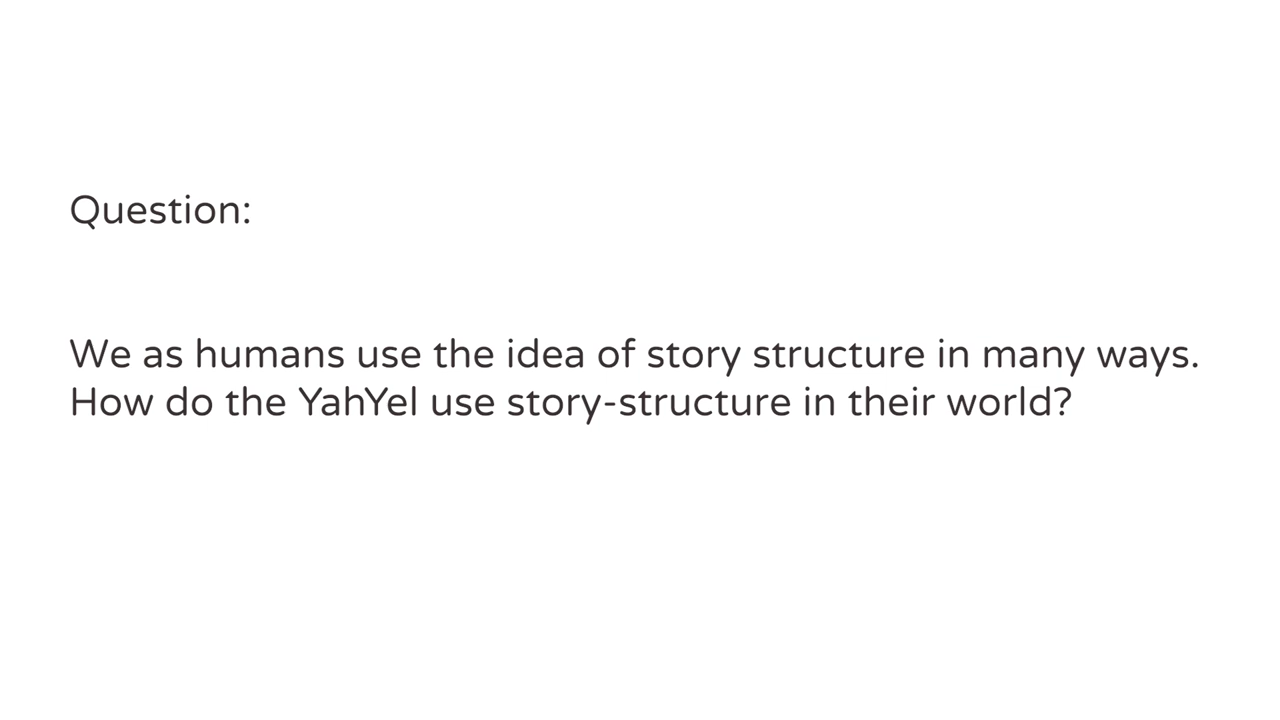 Question:
We as humans use the idea of story structure in many ways.
How do the YahYel use story-structure in their world?